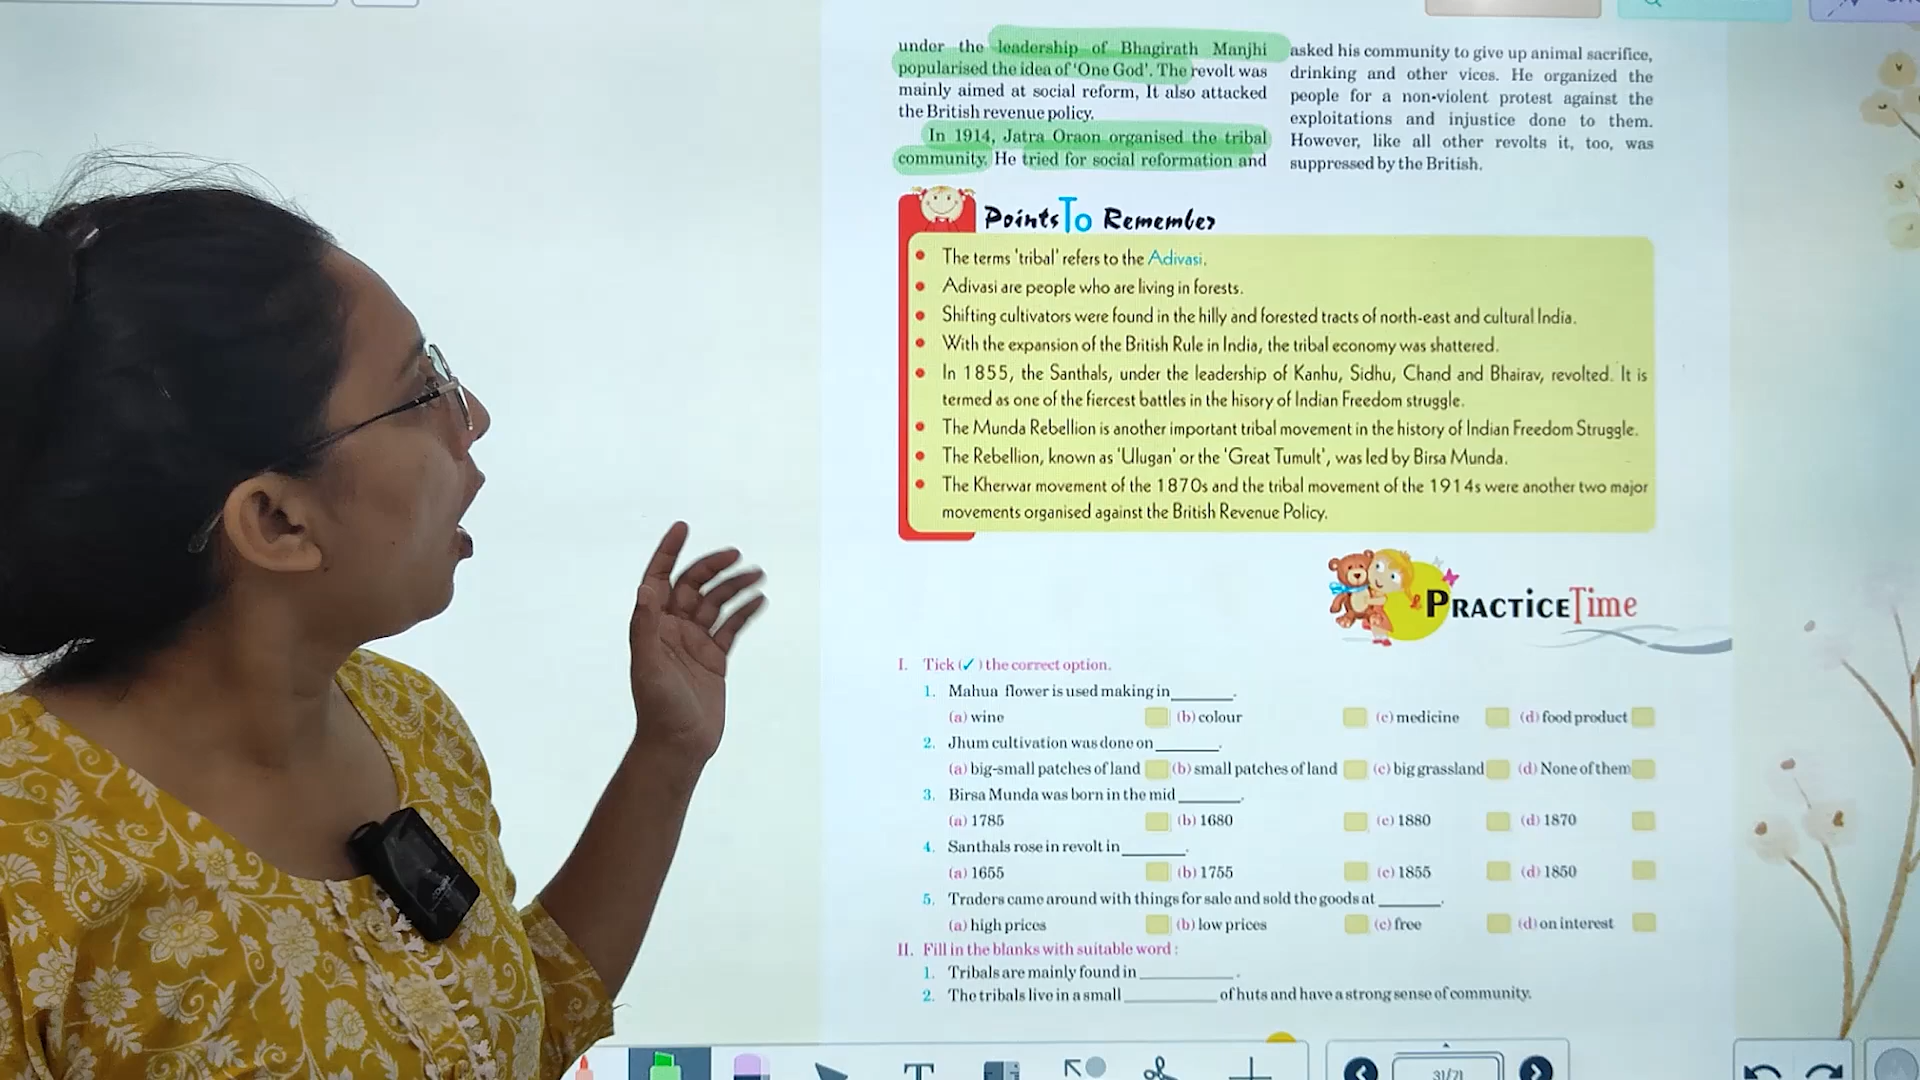 under the leadership of Bhagirath Manjhi
popularised the idea of 'One God'. The revolt was
mainly aimed at social reform, It also attacked
the British revenue policy.
In 1914, Jatra Oraon organised the tribal
community. He tried for social reformation and
asked his community to give up animal sacrifice,
drinking and other vices. He organized the
people for a non-violent protest against the
exploitations and injustice done to them.
However, like all other revolts it, too, was
suppressed by the British.
Points To Remember
• The terms 'tribal' refers to the Adivasi.
• Adivasi are people who are living in forests.
• Shifting cultivators were found in the hilly and forested tracts of north-east and cultural India.
• With the expansion of the British Rule in India, the tribal economy was shattered.
• In 1855, the Santhals, under the leadership of Kanhu, Sidhu, Chand and Bhairav, revolted. It is
termed as one of the fiercest battles in the hisory of Indian Freedom struggle.
• The Munda Rebellion is another important tribal movement in the history of Indian Freedom Struggle.
• The Rebellion, known as 'Ulugan' or the 'Great Tumult', was led by Birsa Munda.
• The Kherwar movement of the 1870s and the tribal movement of the 1914s were another two major
movements organised against the British Revenue Policy.
PRACTiCE Time
I. Tick (✓) the correct option.
1. Mahua flower is used making in______.
(a) wine (b) colour (c) medicine (d) food product
2. Jhum cultivation was done on______.
(a) big-small patches of land (b) small patches of land (c) big grassland (d) None of them
3. Birsa Munda was born in the mid______.
(a) 1785 (b) 1680 (c) 1880 (d) 1870
4. Santhals rose in revolt in______.
(a) 1655 (b) 1755 (c) 1855 (d) 1850
5. Traders came around with things for sale and sold the goods at______.
(a) high prices (b) low prices (c) free (d) on interest
II. Fill in the blanks with suitable word :
1. Tribals are mainly found in_________.
2. The tribals live in a small_________of huts and have a strong sense of community.
T
31/71